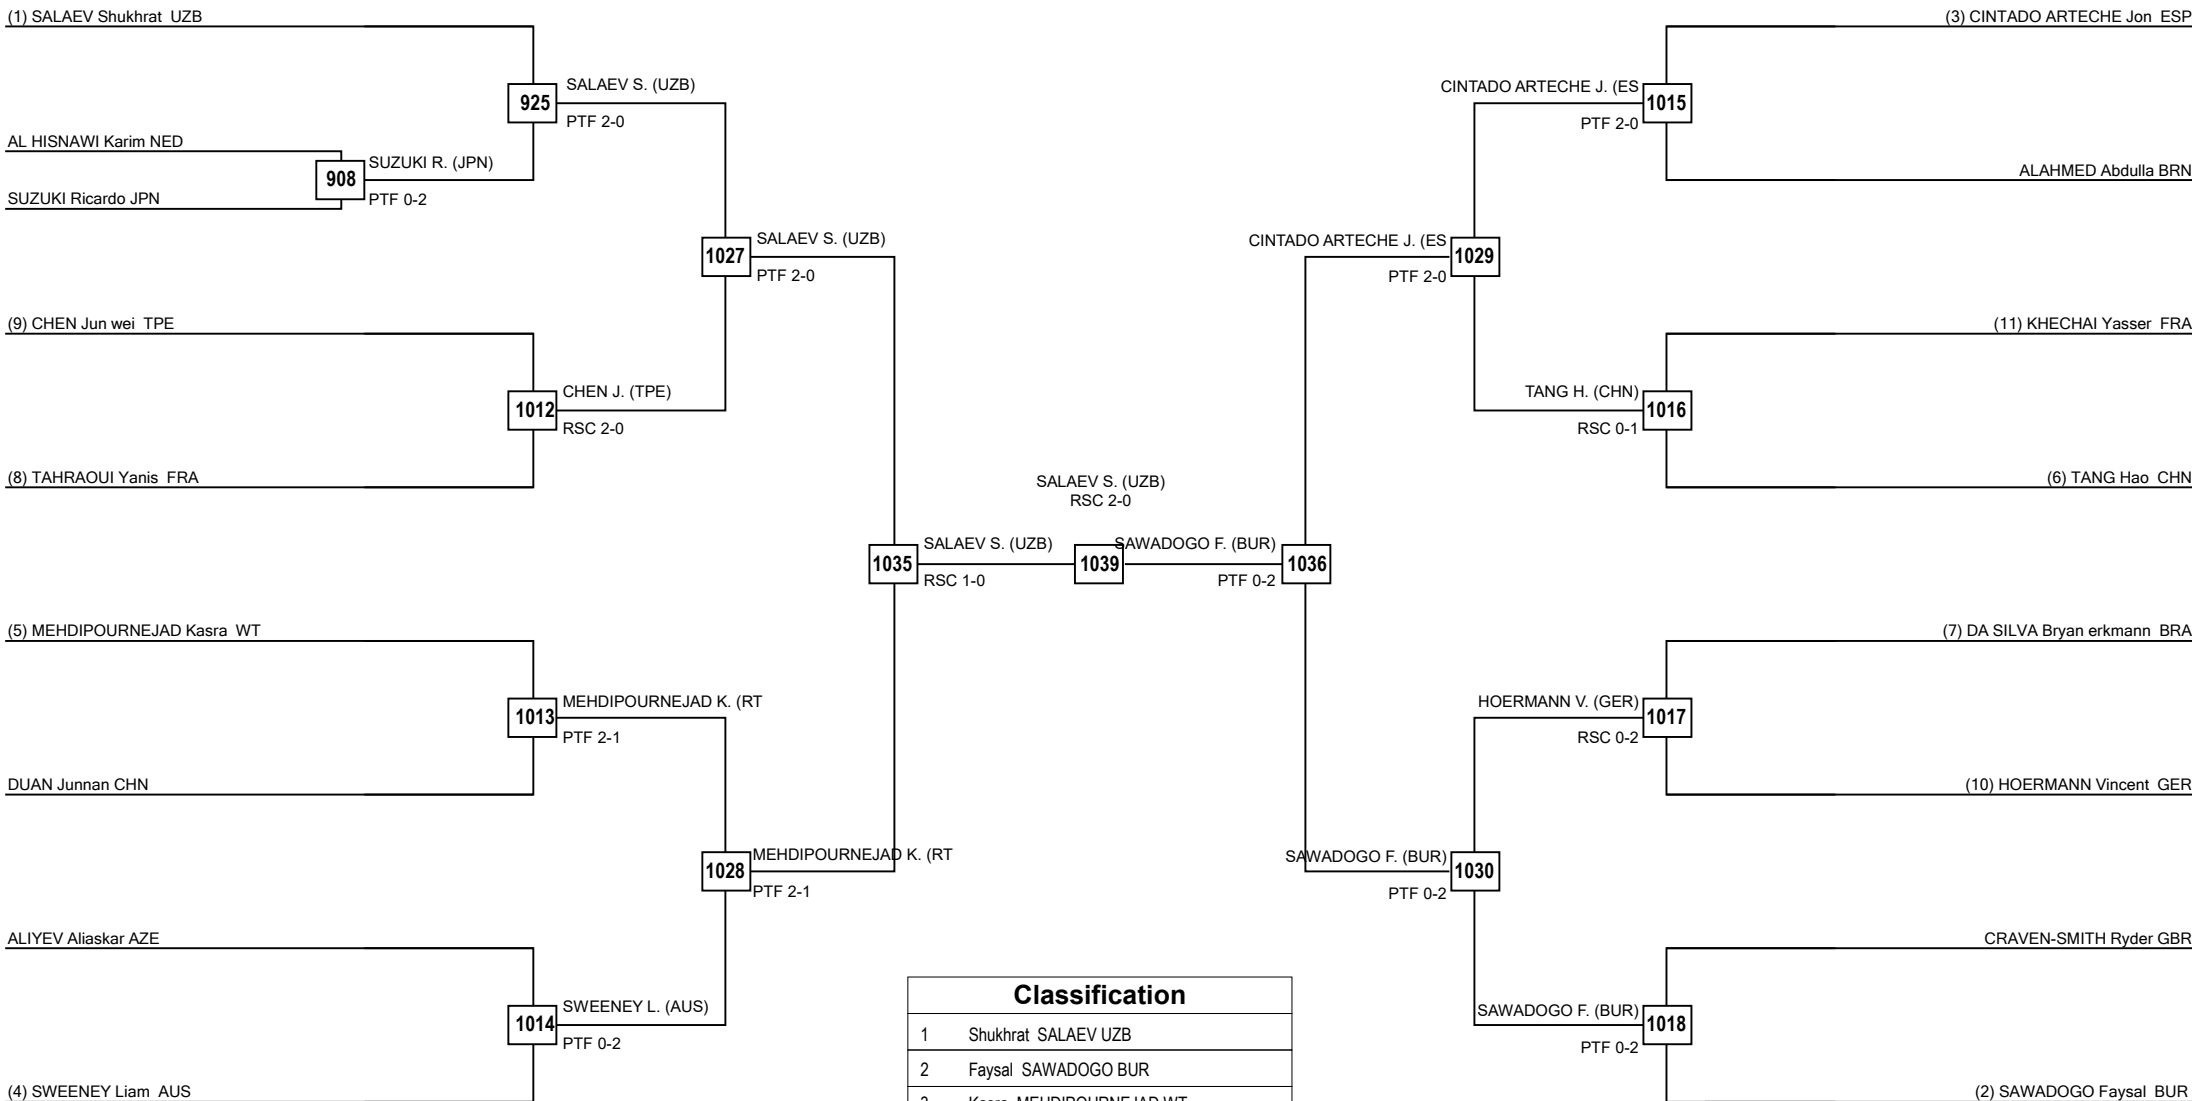 (1) SALAEV Shukhrat UZB
925
SALAEV S. (UZB)
PTF 2-0
AL HISNAWI Karim NED
908
SUZUKI R. (JPN)
PTF 0-2
SUZUKI Ricardo JPN
1027
SALAEV S. (UZB)
PTF 2-0
(9) CHEN Jun wei TPE
1012
CHEN J. (TPE)
RSC 2-0
(8) TAHRAOUI Yanis FRA
1035
SALAEV S. (UZB)
RSC 1-0
(5) MEHDIPOURNEJAD Kasra WT
1013
MEHDIPOURNEJAD K. (RT
PTF 2-1
DUAN Junnan CHN
1028
MEHDIPOURNEJAD K. (RT
PTF 2-1
ALIYEV Aliaskar AZE
1014
SWEENEY L. (AUS)
PTF 0-2
(4) SWEENEY Liam AUS
SALAEV S. (UZB)
RSC 2-0
1039
(3) CINTADO ARTECHE Jon ESP
CINTADO ARTECHE J. (ES
1015
PTF 2-0
ALAHMED Abdulla BRN
CINTADO ARTECHE J. (ES
1029
PTF 2-0
(11) KHECHAI Yasser FRA
TANG H. (CHN)
1016
RSC 0-1
(6) TANG Hao CHN
SAWADOGO F. (BUR)
1036
PTF 0-2
(7) DA SILVA Bryan erkmann BRA
HOERMANN V. (GER)
1017
RSC 0-2
(10) HOERMANN Vincent GER
SAWADOGO F. (BUR)
1030
PTF 0-2
CRAVEN-SMITH Ryder GBR
SAWADOGO F. (BUR)
1018
PTF 0-2
(2) SAWADOGO Faysal BUR
Classification
1 Shukhrat SALAEV UZB
2 Faysal SAWADOGO BUR
3 Kasra MEHDIPOURNEJAD WT